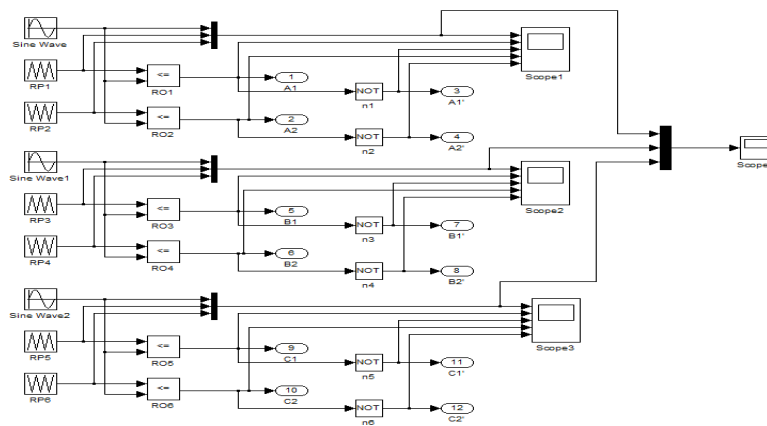 Sine Wave
RP1
<=
RO1
1
A1
NOT
n1
3
A1'
Scope1
RP2
<=
RO2
2
A2
NOT
n2
4
A2'
Scope
Sine Wave1
RP3
<=
RO3
5
B1
NOT
n3
7
B1'
Scope2
RP4
<=
RO4
6
B2
NOT
n4
8
B2'
Sine Wave2
RP5
<=
RO5
9
C1
NOT
n5
11
C1'
Scope3
RP6
<=
RO6
10
C2
NOT
n6
12
C2'